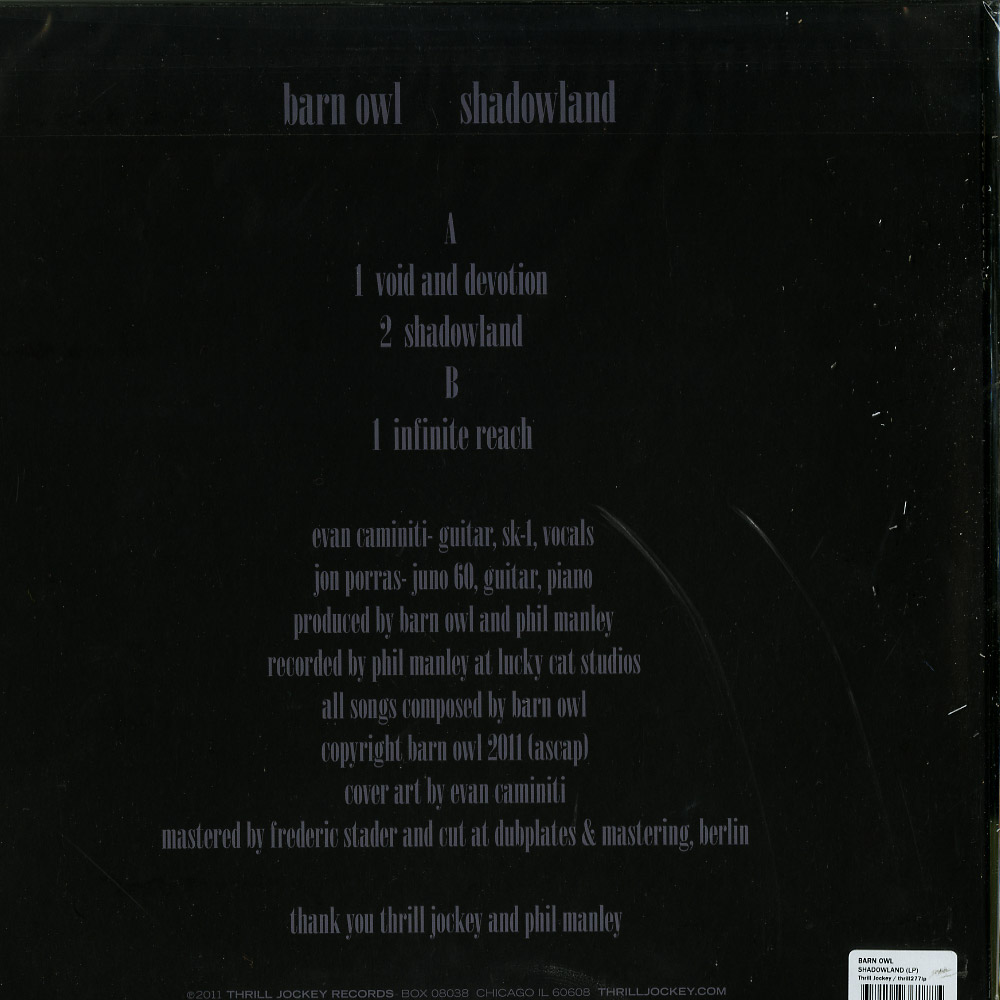 barn owl shadowland
A
1 void and devotion
2 shadowland
B
1 infinite reach
evan caminiti- guitar, sk-1, vocals
jon porras- juno 60, guitar, piano
produced by barn owl and phil manley
recorded by phil manley at lucky cat studios
all songs composed by barn owl
copyright barn owl 2011 (ascap)
cover art by evan caminiti
mastered by frederic stader and cut at dubplates & mastering, berlin
thank you thrill jockey and phil manley
©2011 THRILL JOCKEY RECORDS BOX 08038 CHICAGO IL 60608 THRILLJOCKEY.COM
BARN OWL
SHADOWLAND (LP)
Thrill Jockey / thrill277lp